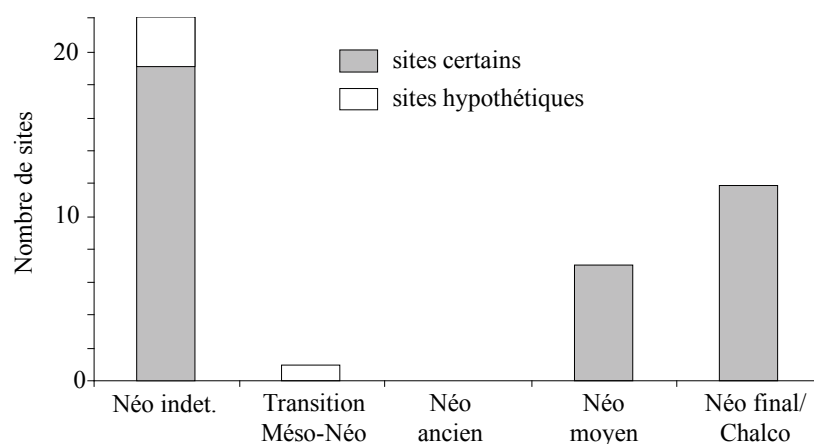 20
10
0
Nombre de sites
sites certains
sites hypothétiques
Néo indet.
Transition
Méso-Néo
Néo
ancien
Néo
moyen
Néo final/
Chalco